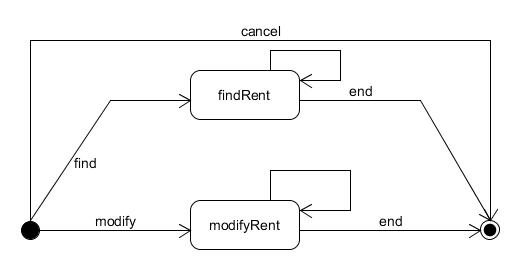 cancel
findRent
end
find
modify
modifyRent
end